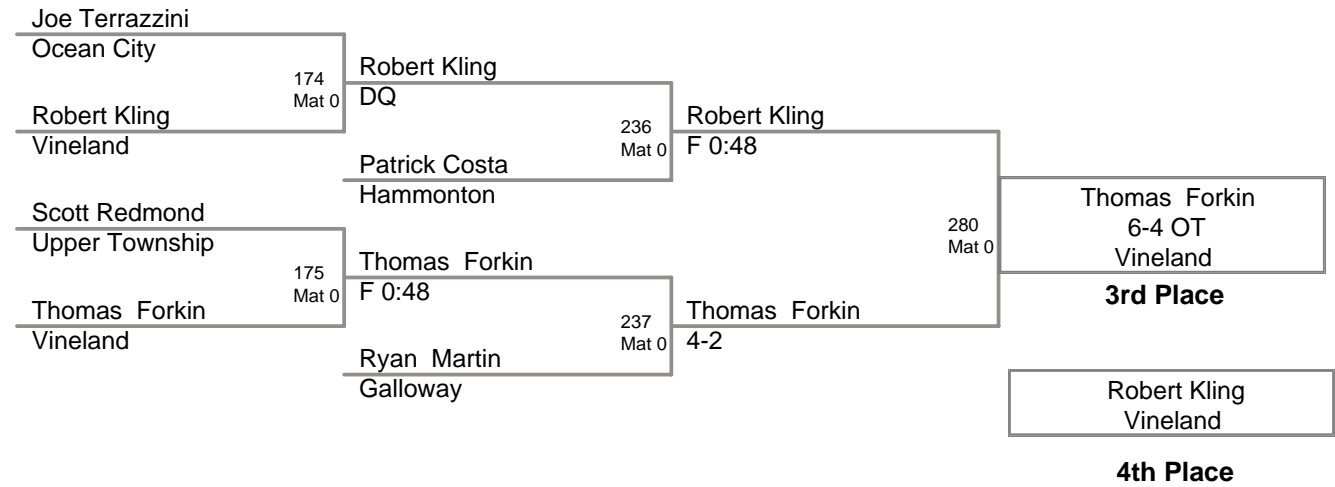 Joe Terrazzini
Ocean City
174
Mat 0
Robert Kling
Vineland
Robert Kling
DQ
236
Mat 0
Patrick Costa
Hammonton
Robert Kling
F 0:48
Scott Redmond
Upper Township
175
Mat 0
Thomas  Forkin
Vineland
Thomas  Forkin
F 0:48
237
Mat 0
Ryan  Martin
Galloway
Thomas  Forkin
4-2
280
Mat 0
Thomas  Forkin
6-4 OT
Vineland
3rd Place
Robert Kling
Vineland
4th Place